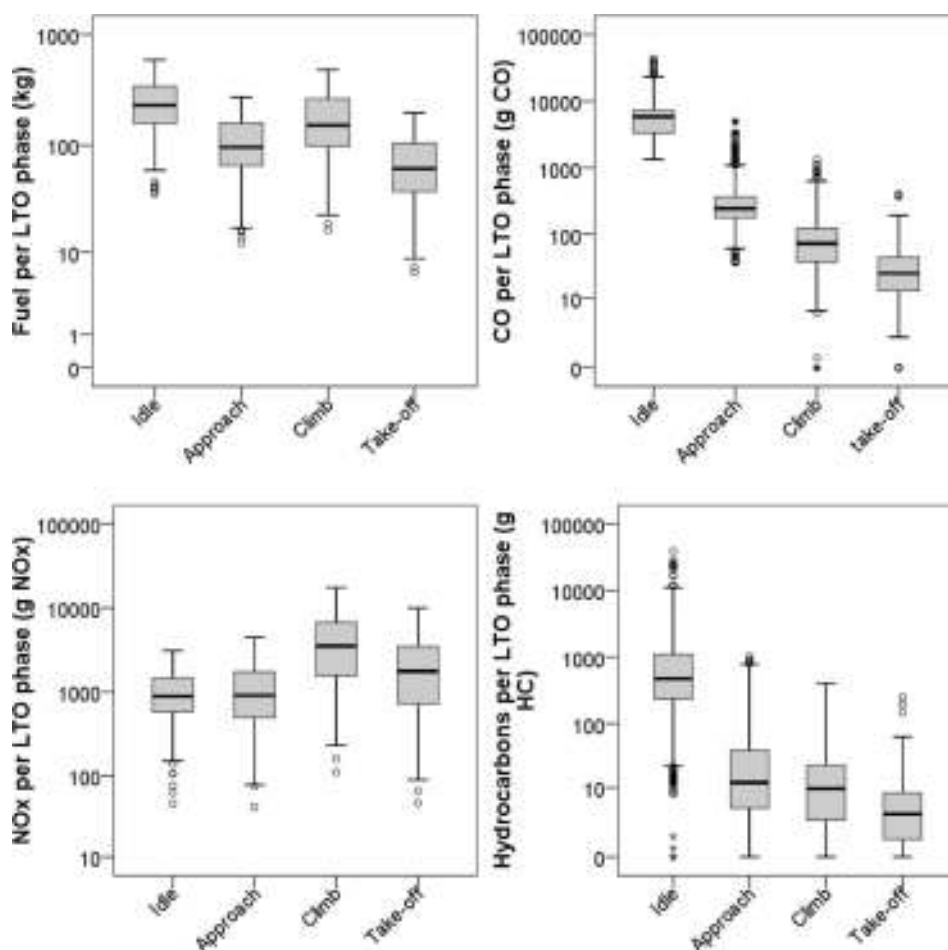 Fuel per LTO phase (kg)
1000
100
10
1
0
Idle
Approach
Climb
Take-off
CO per LTO phase (g CO)
100000
10000
1000
100
10
0
Idle
Approach
Climb
take-off
NOx per LTO phase (g NOx)
100000
10000
1000
100
10
Idle
Approach
Climb
Take-off
Hydrocarbons per LTO phase (g
HC)
100000
10000
1000
100
10
0
Idle
Approach
Climb
Take-off